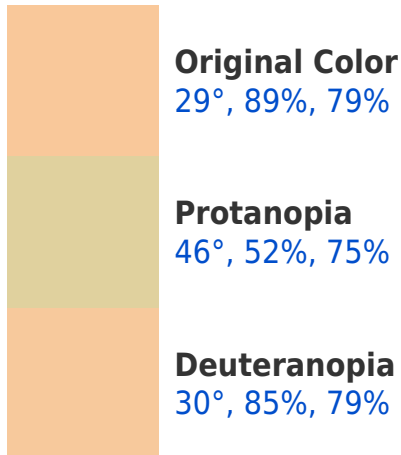 Original Color
29°, 89%, 79%
Protanopia
46°, 52%, 75%
Deuteranopia
30°, 85%, 79%